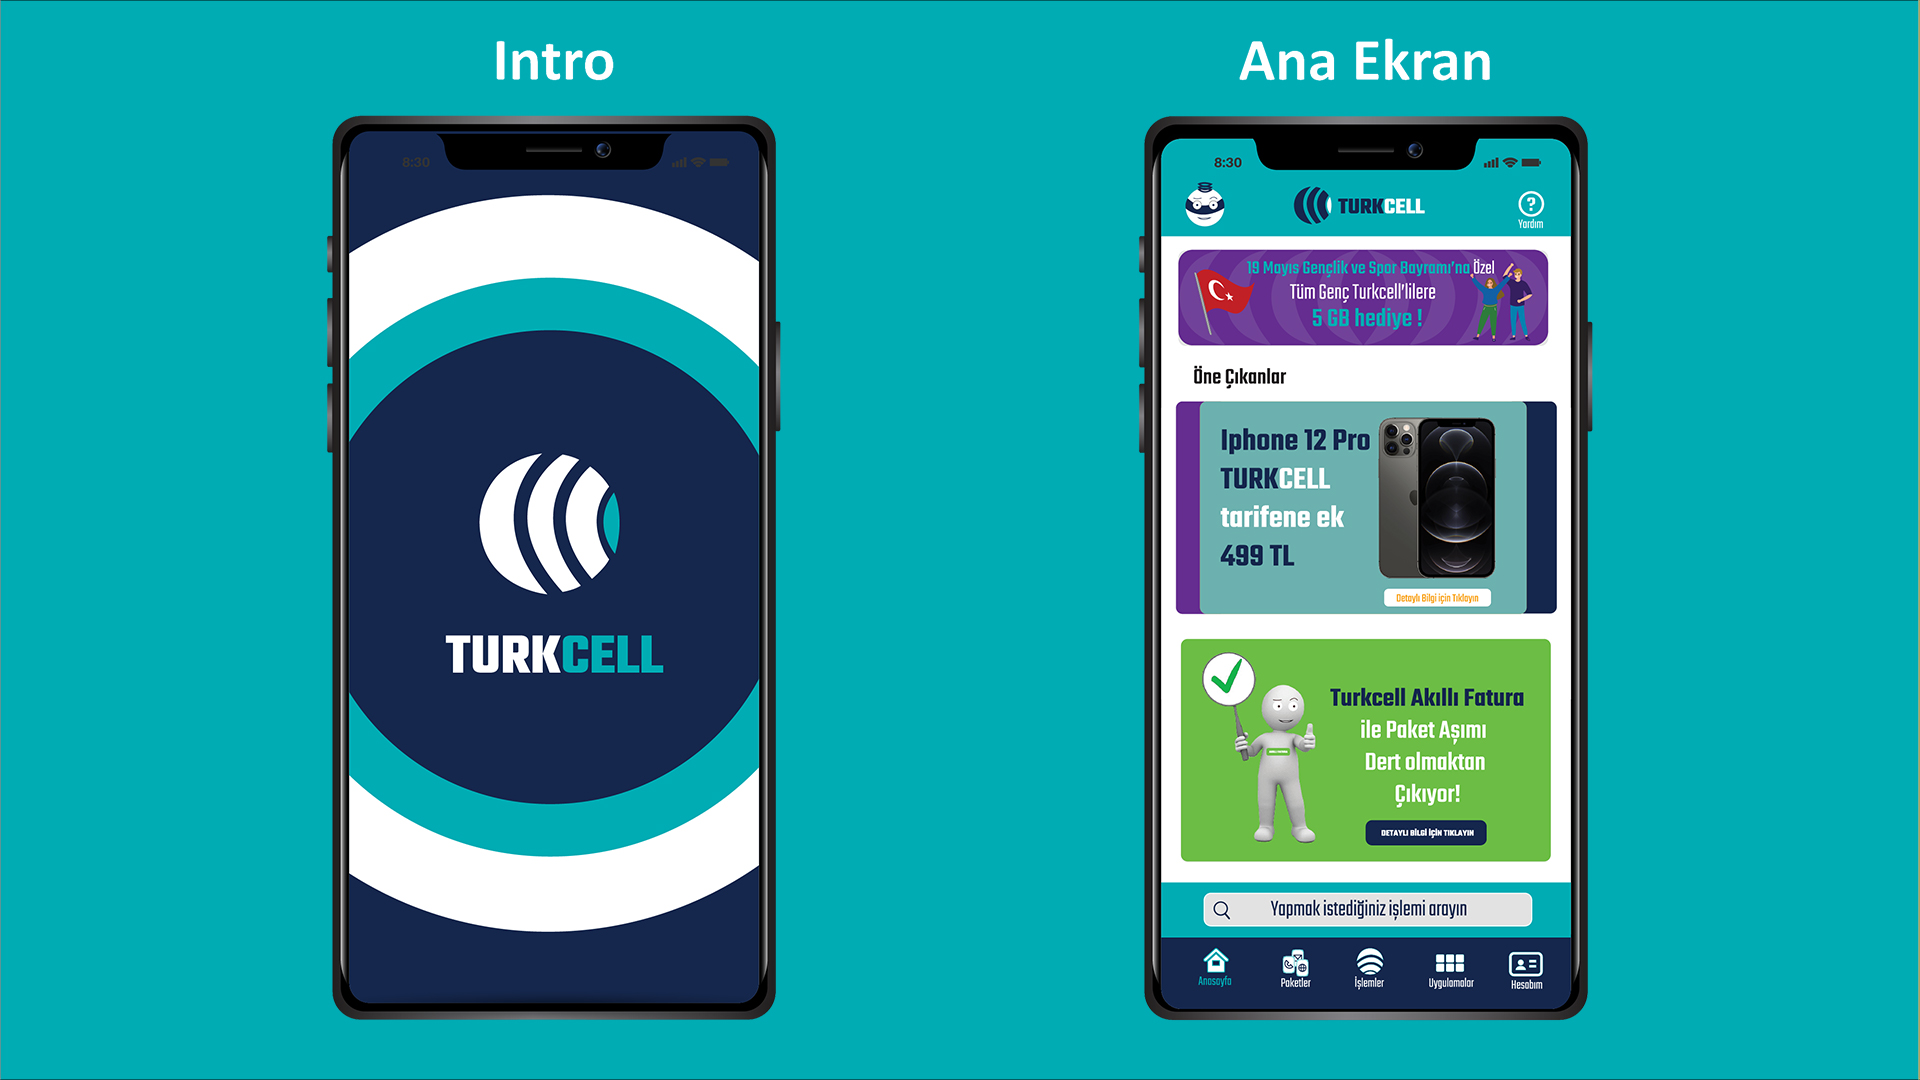 Intro
Ana Ekran
8:30
TURKCELL
8:30
TURKCELL
?
Yardım
19 Mayıs Gençlik ve Spor Bayramı'na Özel
Tüm Genç Turkcell'lilere
5 GB hediye !
Öne Çıkanlar
Iphone 12 Pro
TURKCELL
tarifene ek
499 TL
Detaylı Bilgi için Tıklayın
Turkcell Akıllı Fatura
ile Paket Aşımı
Dert olmaktan
Çıkıyor!
DETAYLI BİLGİ İÇİN TIKLAYIN
Yapmak istediğiniz işlemi arayın
Anasayfa
Paketler
İşlemler
Uygulamalar
Hesabım